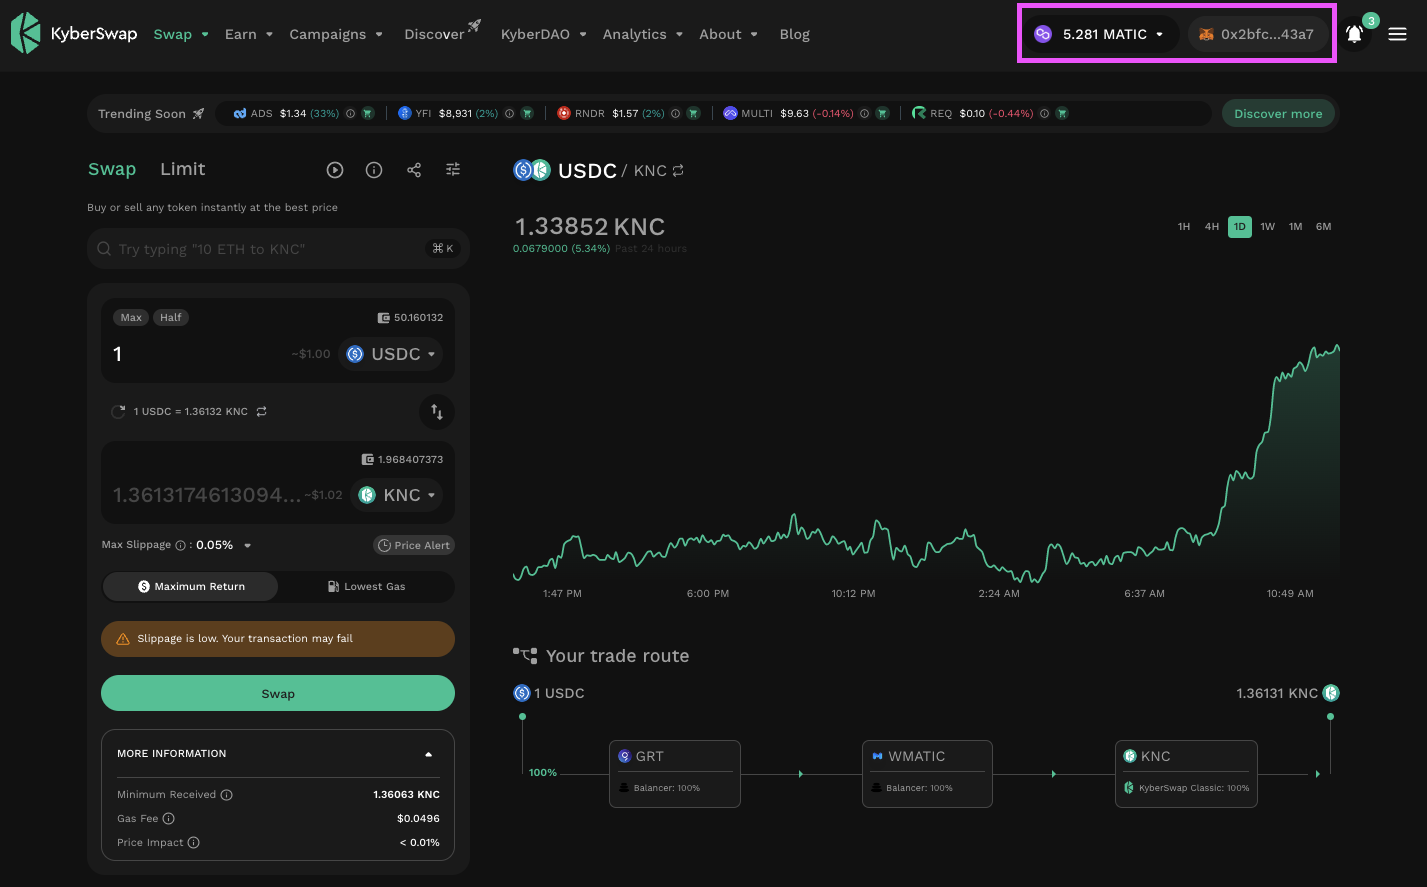 KyberSwap Swap Earn Campaigns Discover KyberDAO Analytics About Blog 5.281 MATIC 0x2bfc...43a7 3
Trending Soon ADS $1.34 (33%) YFI $8,931 (2%) RNDR $1.57 (2%) MULTI $9.63 (-0.14%) REQ $0.10 (-0.44%) Discover more
Swap Limit
Buy or sell any token instantly at the best price
Try typing "10 ETH to KNC" ⌘ K
Max Half 50.160132
1 ~$1.00 USDC
1 USDC = 1.36132 KNC
1.968407373
1.3613174613094... ~$1.02 KNC
Max Slippage : 0.05% Price Alert
Maximum Return Lowest Gas
Slippage is low. Your transaction may fail
Swap
MORE INFORMATION
Minimum Received 1.36063 KNC
Gas Fee $0.0496
Price Impact < 0.01%
USDC / KNC
1.33852 KNC
0.0679000 (5.34%) Past 24 hours
1H 4H 1D 1W 1M 6M
1:47 PM 6:00 PM 10:12 PM 2:24 AM 6:37 AM 10:49 AM
Your trade route
1 USDC 1.36131 KNC
100%
GRT
Balancer: 100%
WMATIC
Balancer: 100%
KNC
KyberSwap Classic: 100%